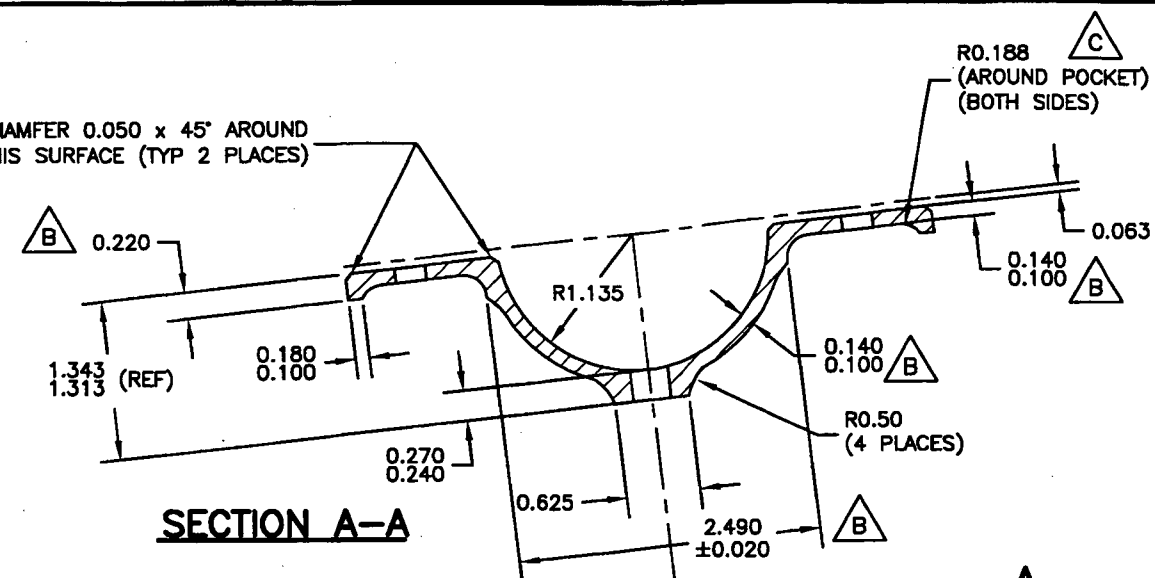 C
R0.188
(AROUND POCKET)
(BOTH SIDES)
0.050 x 45° AROUND
SURFACE (TYP 2 PLACES)
B
0.220
0.063
0.140
0.100
B
R1.135
0.180
0.100
1.343
1.313
(REF)
0.140
0.100
B
R0.50
(4 PLACES)
0.270
0.240
0.625
2.490
±0.020
B
SECTION A-A